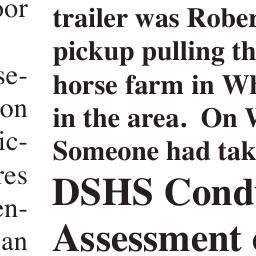 oor
se-
on
ic-
res
en-
an
trailer was Rober
pickup pulling th
horse farm in Wh
in the area.  On W
Someone had tak
DSHS Condu
Assessment